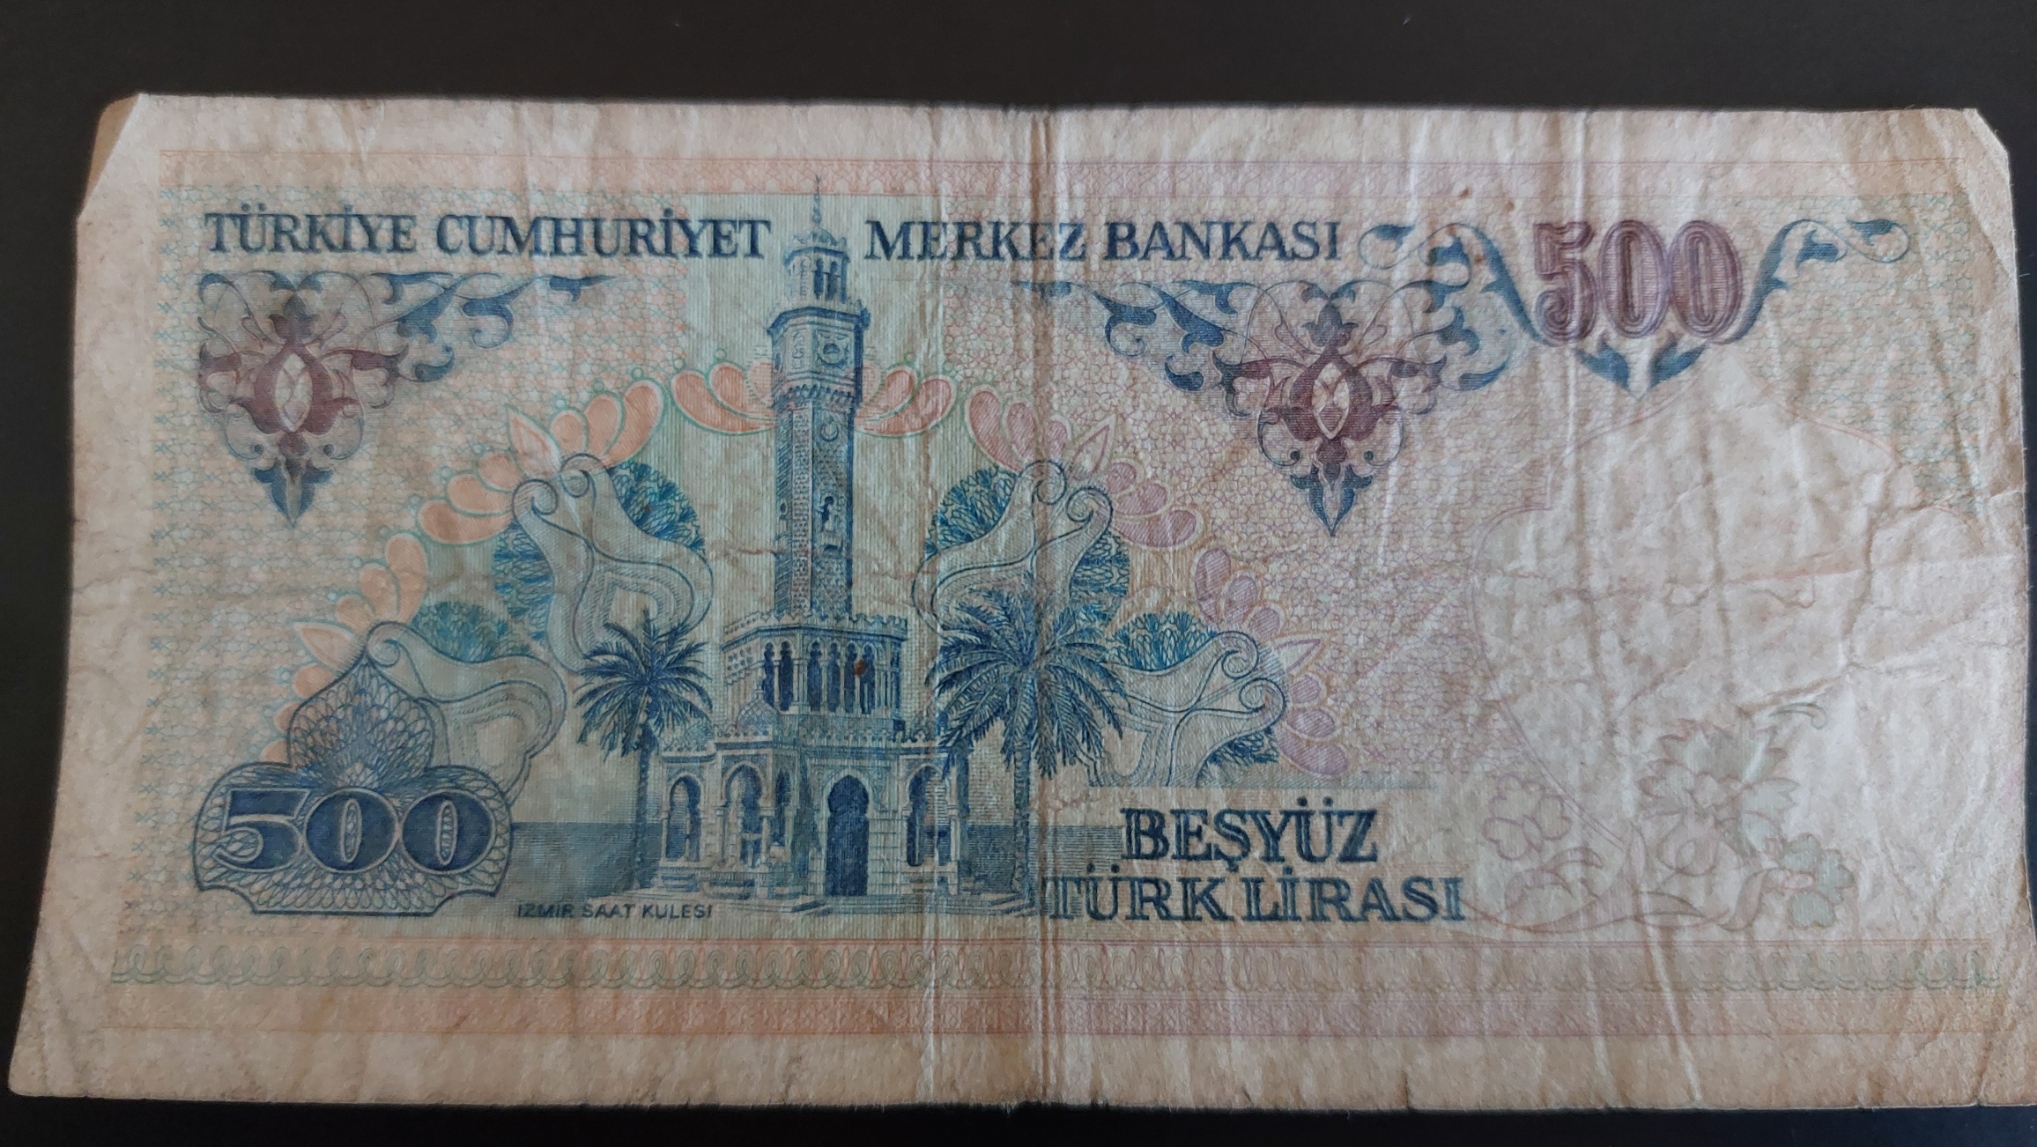 TÜRKİYE CUMHURİYET MERKEZ BANKASI
500
500
İZMİR SAAT KULESİ
BEŞYÜZ
TÜRK LİRASI